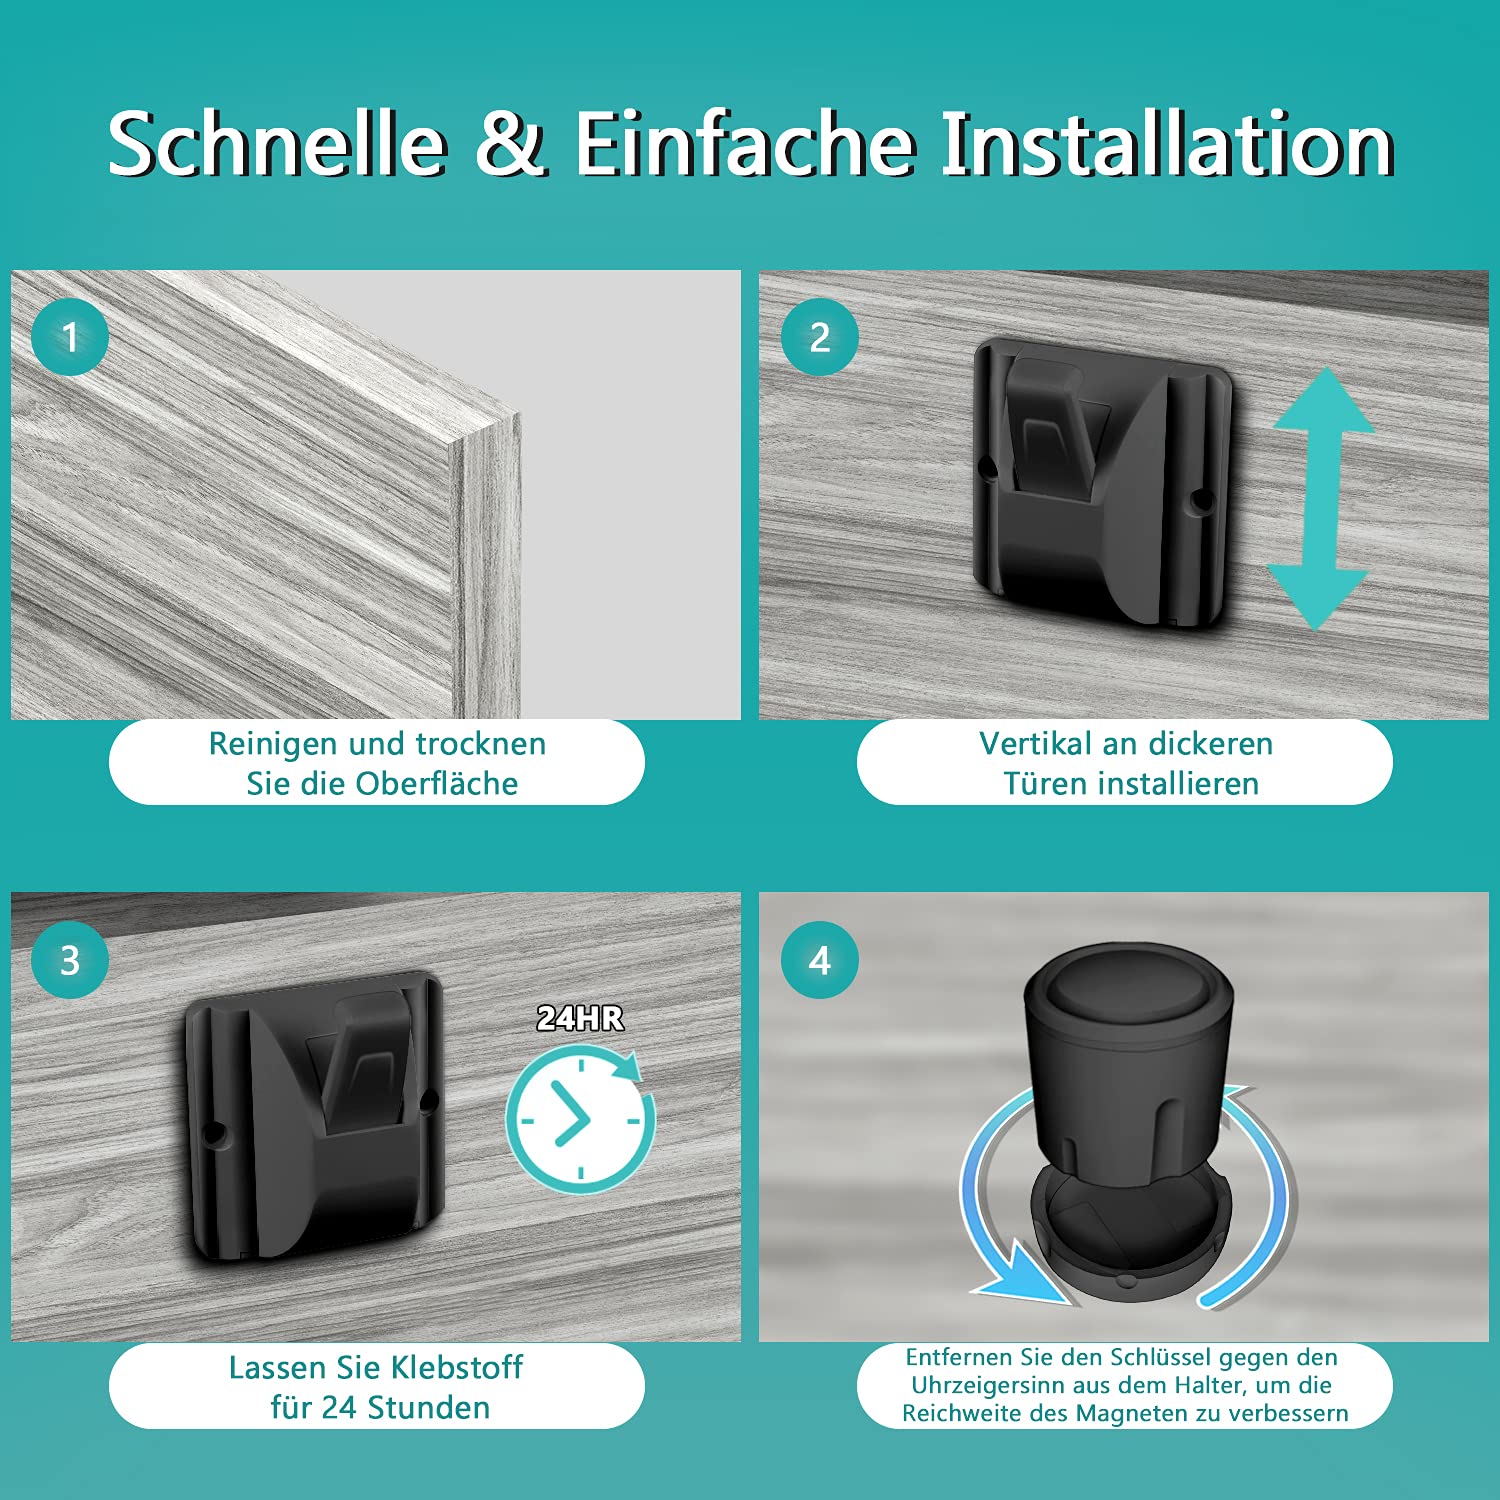 Schnelle & Einfache Installation
1
Reinigen und trocknen
Sie die Oberfläche
2
Vertikal an dickeren
Türen installieren
3
24HR
Lassen Sie Klebstoff
für 24 Stunden
4
Entfernen Sie den Schlüssel gegen den
Uhrzeigersinn aus dem Halter, um die
Reichweite des Magneten zu verbessern